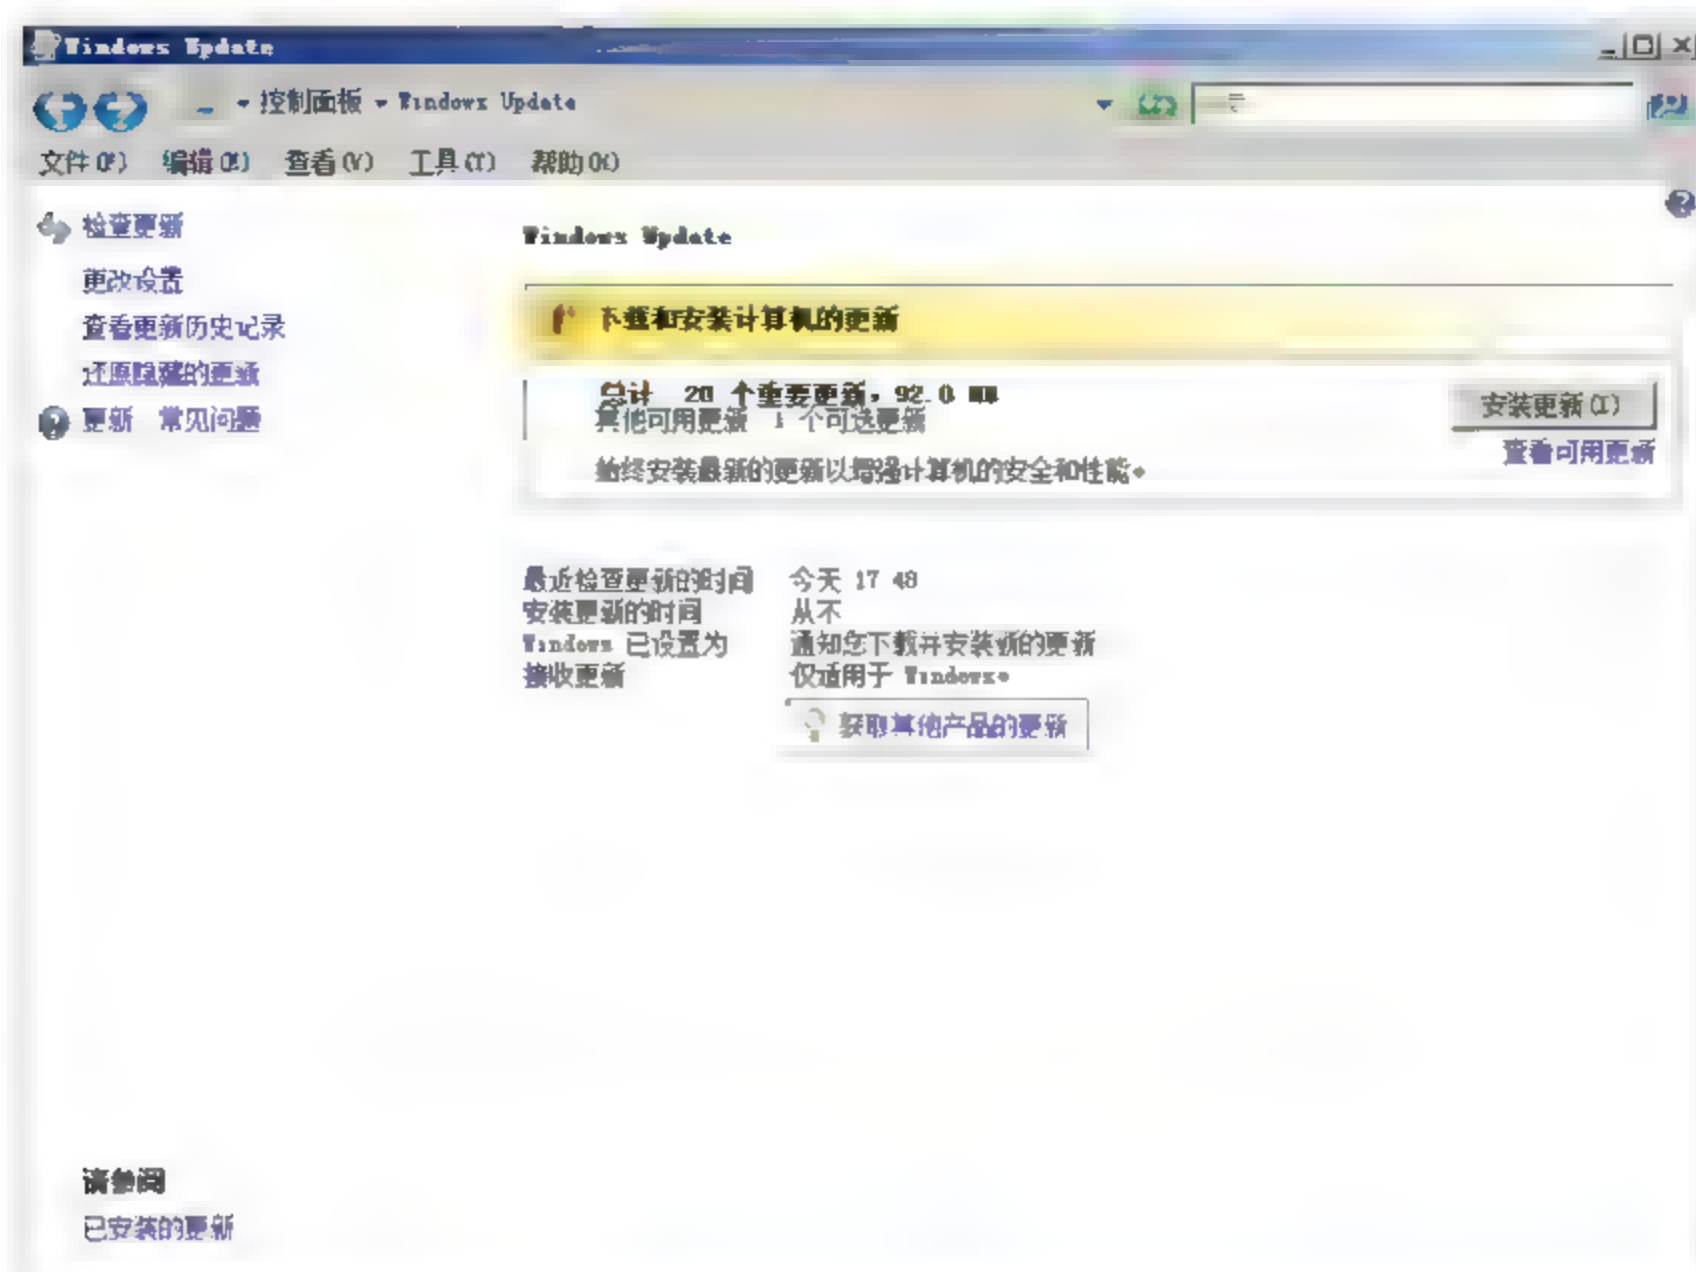 Windows Update
控制面板 Windows Update
文件(F) 编辑(E) 查看(V) 工具(T) 帮助(H)
检查更新
更改设置
查看更新历史记录
还原隐藏的更新
更新 常见问题
Windows Update
下载和安装计算机的更新
总计 20 个重要更新，92.0 MB
其他可用更新 1 个可选更新
安装更新(I)
查看可用更新
始终安装最新的更新以增强计算机的安全和性能。
最近检查更新的时间 今天 17 48
安装更新的时间 从不
Windows 已设置为 通知您下载并安装新的更新
接收更新 仅适用于 Windows。
获取其他产品的更新
请参阅
已安装的更新